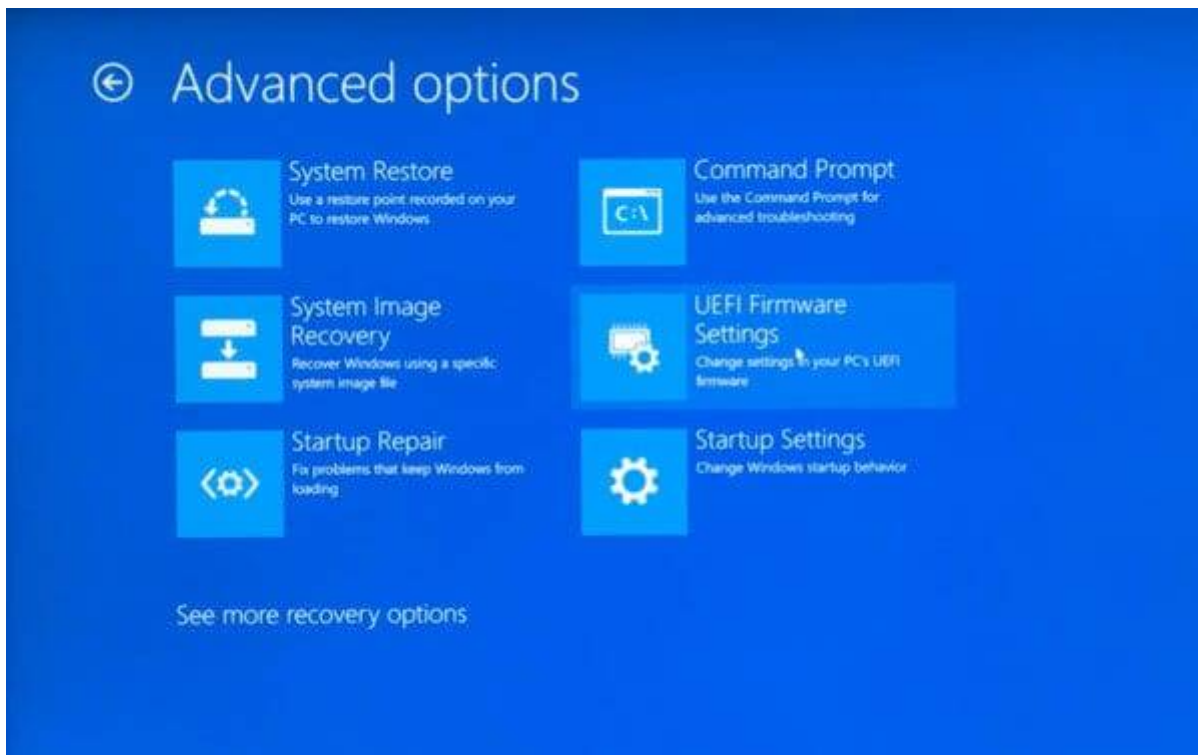 Advanced options
System Restore
Use a restore point recorded on your
PC to restore Windows
Command Prompt
Use the Command Prompt for
advanced troubleshooting
System Image
Recovery
Recover Windows using a specific
system image file
UEFI Firmware
Settings
Change settings in your PC's UEFI
firmware
Startup Repair
Fix problems that keep Windows from
loading
Startup Settings
Change Windows startup behavior
C:\
See more recovery options